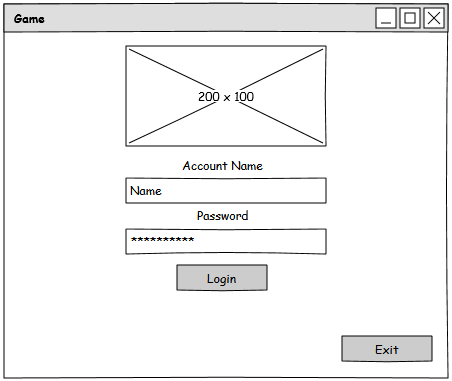 Game
200 x 100
Account Name
Name
Password
**********
Login
Exit